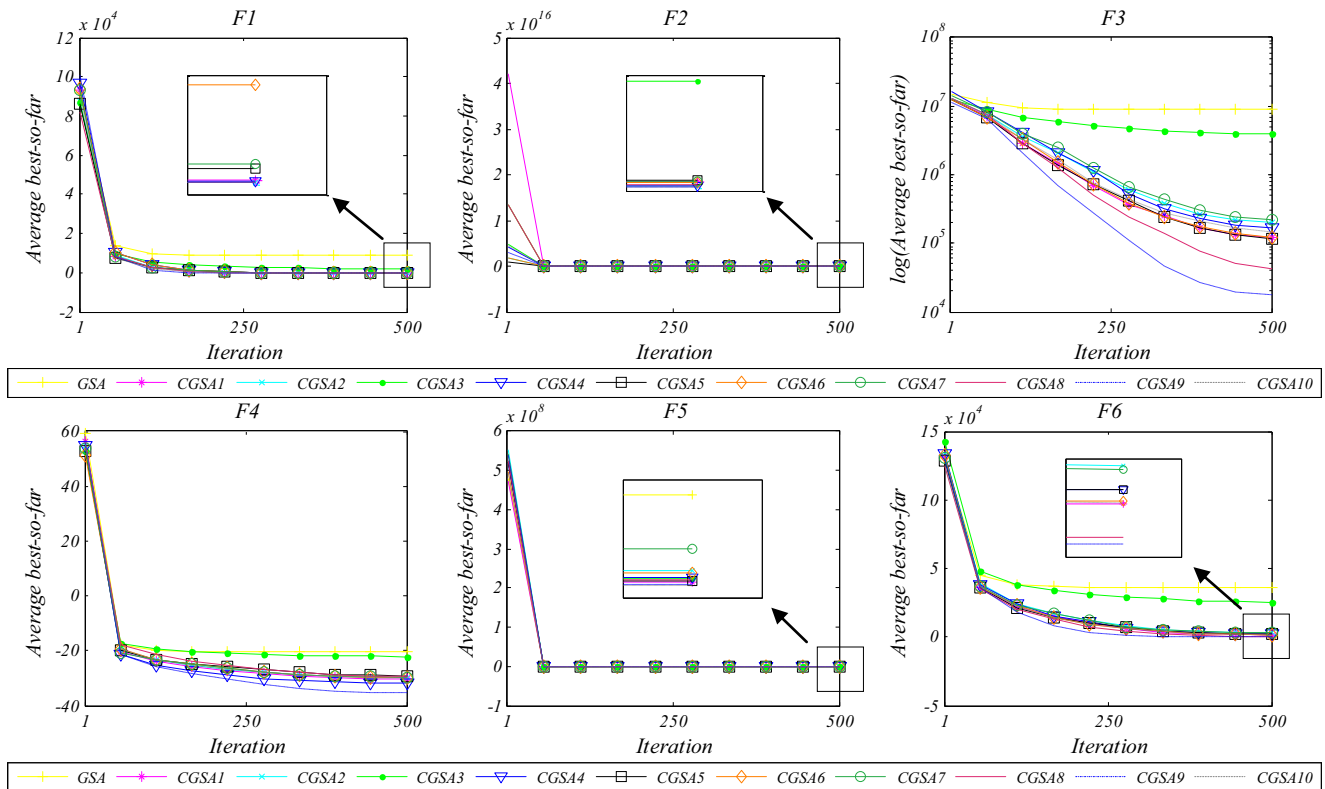 F1
x 10^4
12
10
8
6
4
2
0
-2
1
250
500
Average best-so-far
Iteration
F2
x 10^16
5
4
3
2
1
0
-1
1
250
500
Average best-so-far
Iteration
F3
10^8
10^7
10^6
10^5
10^4
1
250
500
log(Average best-so-far)
Iteration
GSA CGSA1 CGSA2 CGSA3 CGSA4 CGSA5 CGSA6 CGSA7 CGSA8 CGSA9 CGSA10
F4
60
40
20
0
-20
-40
1
250
500
Average best-so-far
Iteration
F5
x 10^8
6
5
4
3
2
1
0
-1
1
250
500
Average best-so-far
Iteration
F6
x 10^4
15
10
5
0
-5
1
250
500
Average best-so-far
Iteration
GSA CGSA1 CGSA2 CGSA3 CGSA4 CGSA5 CGSA6 CGSA7 CGSA8 CGSA9 CGSA10